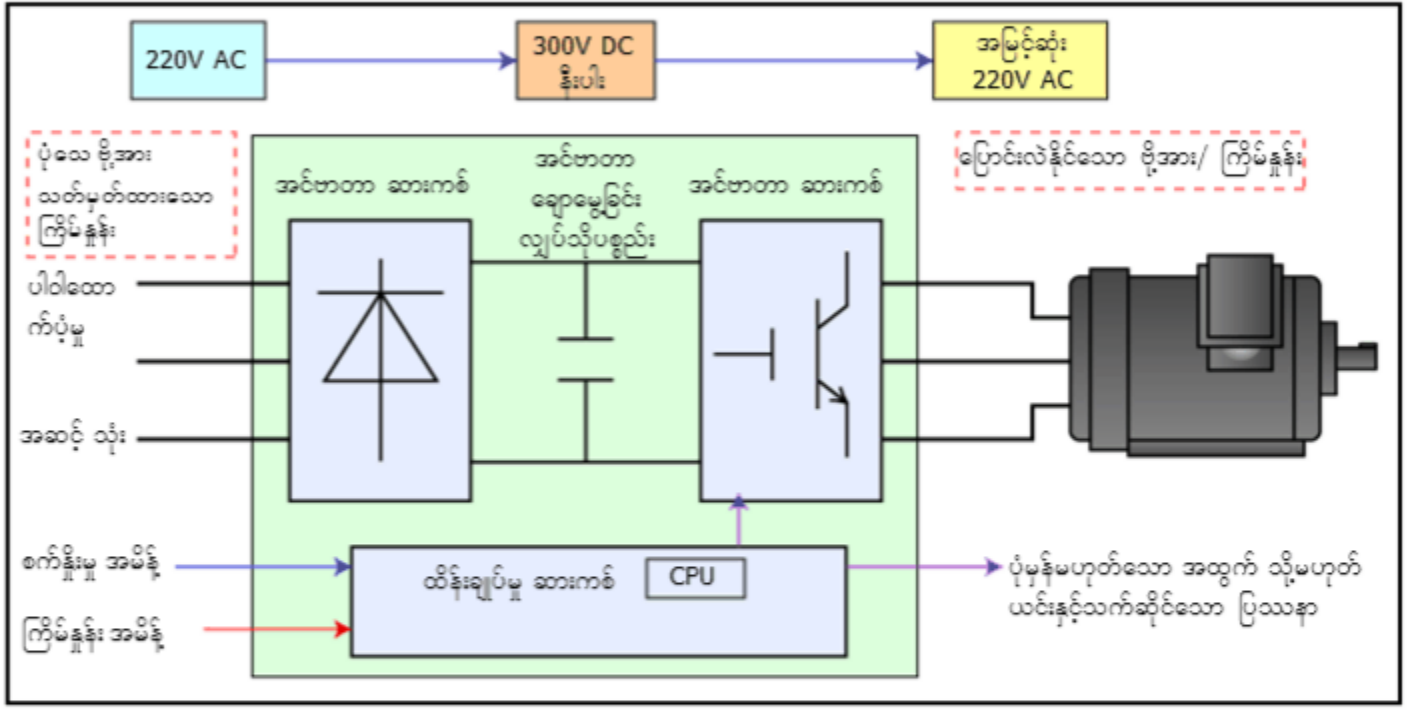 220V AC
300V DC
နီးပါး
အမြင့်ဆုံး
220V AC
ပုံသေ ဗို့အား
သတ်မှတ်ထားသော
ကြိမ်နှုန်း
အင်ဗာတာ ဆားကစ်
အင်ဗာတာ
ချောမွေ့ခြင်း
လျှပ်သိုပစ္စည်း
အင်ဗာတာ ဆားကစ်
ပြောင်းလဲနိုင်သော ဗို့အား/ ကြိမ်နှုန်း
ပါဝါထော
က်ပံ့မှု
အဆင့် သုံး
စက်နှိုးမှု အမိန့်
ကြိမ်နှုန်း အမိန့်
ထိန်းချုပ်မှု ဆားကစ်
CPU
ပုံမှန်မဟုတ်သော အထွက် သို့မဟုတ်
ယင်းနှင့်သက်ဆိုင်သော ပြဿနာ